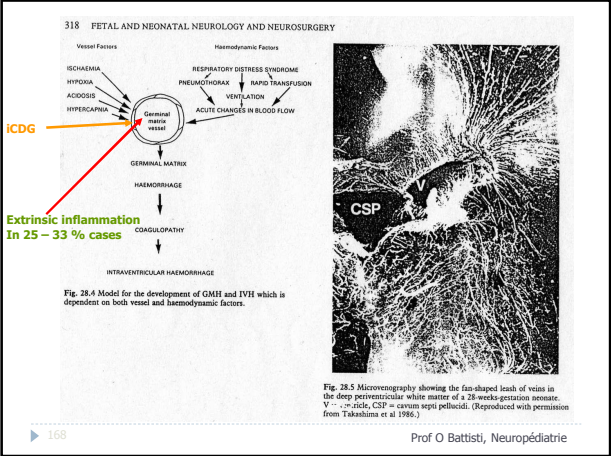 318 FETAL AND NEONATAL NEUROLOGY AND NEUROSURGERY
Vessel Factors
Haemodynamic Factors
ISCHAEMIA
HYPOXIA
ACIDOSIS
HYPERCAPNIA
RESPIRATORY DISTRESS SYNDROME
PNEUMOTHORAX RAPID TRANSFUSION
VENTILATION
ACUTE CHANGES IN BLOOD FLOW
Germinal
matrix
vessel
iCDG
GERMINAL MATRIX
HAEMORRHAGE
Extrinsic inflammation
In 25 – 33 % cases
COAGULOPATHY
INTRAVENTRICULAR HAEMORRHAGE
Fig. 28.4 Model for the development of GMH and IVH which is
dependent on both vessel and haemodynamic factors.
V
CSP
Fig. 28.5 Microvenography showing the fan-shaped leash of veins in
the deep periventricular white matter of a 28-weeks-gestation neonate.
V CSP = cavum septi pellucidi. (Reproduced with permission
from Takashima et al 1986.)
168
Prof O Battisti, Neuropédiatrie